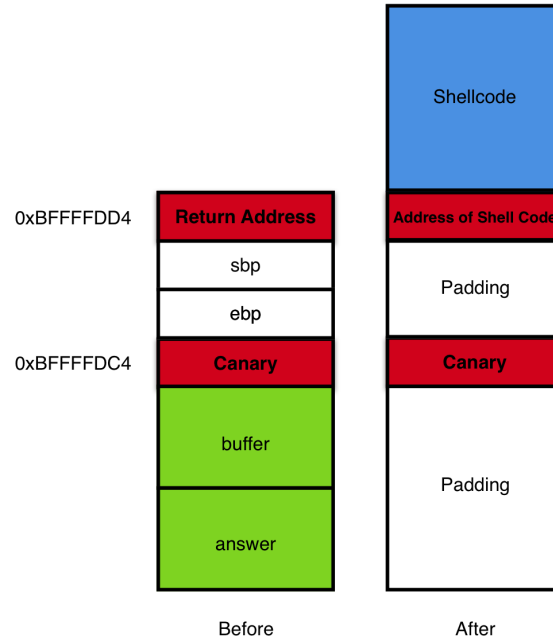 Shellcode
0xBFFFFDD4
Return Address
Address of Shell Code
sbp
Padding
ebp
0xBFFFFDC4
Canary
Canary
buffer
Padding
answer
Before
After